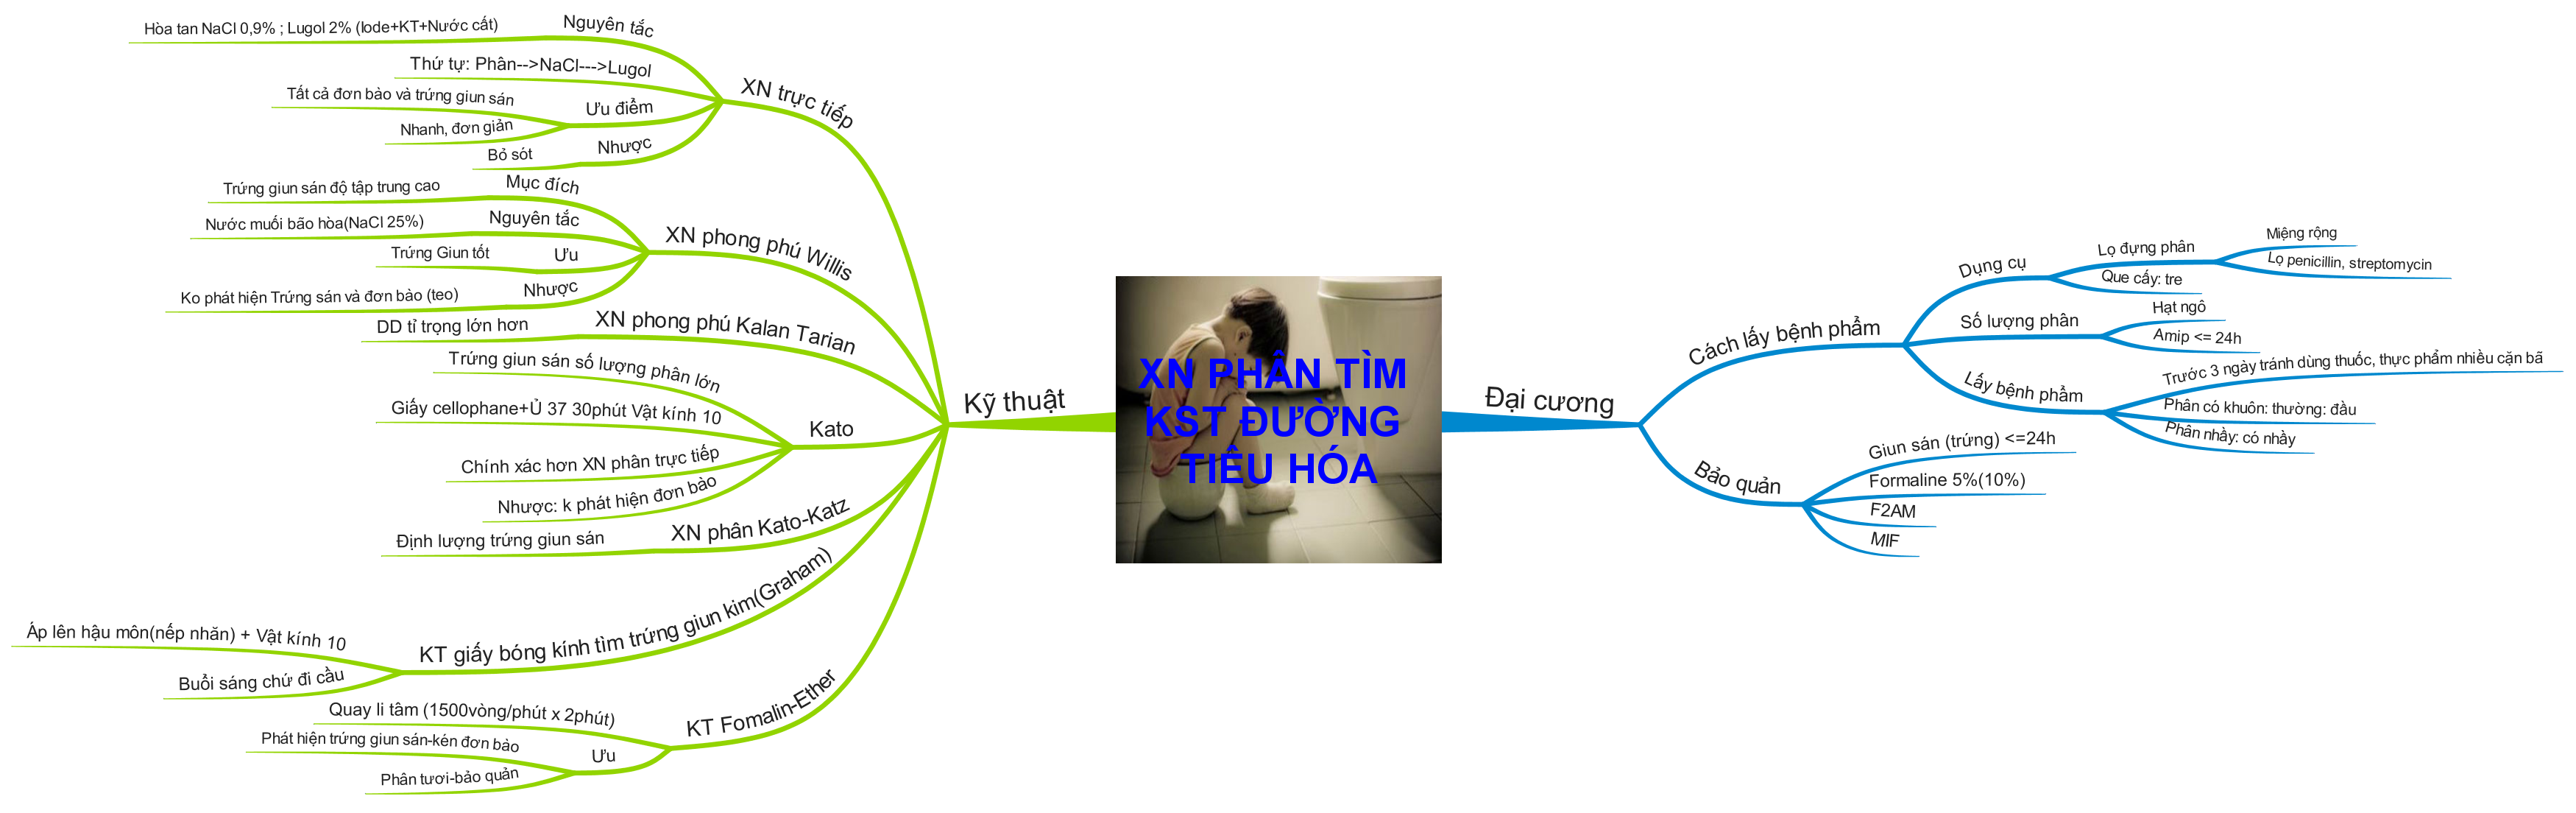 XN PHÂN TÌM
KST ĐƯỜNG
TIÊU HÓA
Kỹ thuật
XN trực tiếp
Nguyên tắc
Hòa tan NaCl 0,9% ; Lugol 2% (Iode+KT+Nước cất)
Thứ tự: Phân-->NaCl--->Lugol
Ưu điểm
Tất cả đơn bào và trứng giun sán
Nhanh, đơn giản
Nhược
Bỏ sót
XN phong phú Willis
Mục đích
Trứng giun sán độ tập trung cao
Nguyên tắc
Nước muối bão hòa(NaCl 25%)
Ưu
Trứng Giun tốt
Nhược
Ko phát hiện Trứng sán và đơn bào (teo)
XN phong phú Kalan Tarian
DD tỉ trọng lớn hơn
Kato
Trứng giun sán số lượng phân lớn
Giấy cellophane+Ủ 37 30phút Vật kính 10
Chính xác hơn XN phân trực tiếp
Nhược: k phát hiện đơn bào
XN phân Kato-Katz
Định lượng trứng giun sán
KT giấy bóng kính tìm trứng giun kim(Graham)
Áp lên hậu môn(nếp nhăn) + Vật kính 10
Buổi sáng chứ đi cầu
KT Fomalin-Ether
Quay li tâm (1500vòng/phút x 2phút)
Ưu
Phát hiện trứng giun sán-kén đơn bào
Phân tươi-bảo quản
Đại cương
Cách lấy bệnh phẩm
Dụng cụ
Lọ đựng phân
Miệng rộng
Lọ penicillin, streptomycin
Que cấy: tre
Số lượng phân
Hạt ngô
Amip <= 24h
Lấy bệnh phẩm
Trước 3 ngày tránh dùng thuốc, thực phẩm nhiều cặn bã
Phân có khuôn: thường: đầu
Phân nhầy: có nhầy
Bảo quản
Giun sán (trứng) <=24h
Formaline 5%(10%)
F2AM
MIF